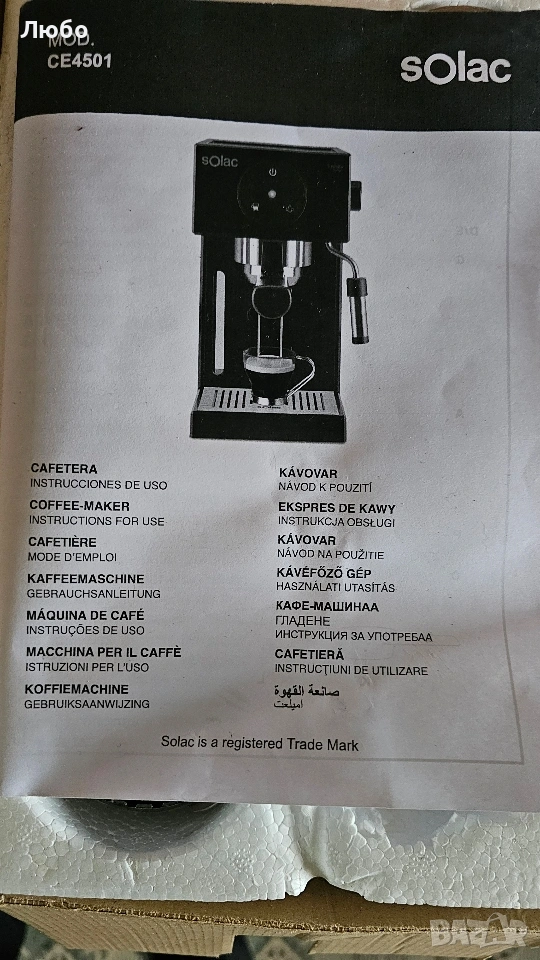 Любо
MOD.
CE4501
solac
solac
CAFETERA
INSTRUCCIONES DE USO
COFFEE-MAKER
INSTRUCTIONS FOR USE
CAFETIÈRE
MODE D'EMPLOI
KAFFEEMASCHINE
GEBRAUCHSANLEITUNG
MÁQUINA DE CAFÉ
INSTRUÇÕES DE USO
MACCHINA PER IL CAFFÈ
ISTRUZIONI PER L'USO
KOFFIEMACHINE
GEBRUIKSAANWIJZING
KÁVOVAR
NÁVOD K POUZITÍ
EKSPRES DE KAWY
INSTRUKCJA OBSŁUGI
KÁVOVAR
NÁVOD NA POUŽITIE
KÁVÉFŐZŐ GÉP
HASZNÁLATI UTASÍTÁS
КАФЕ-МАШИНАА
ГЛАДЕНЕ
ИНСТРУКЦИЯ ЗА УПОТРЕБАА
CAFETIERĂ
INSTRUCŢIUNI DE UTILIZARE
صانعة القهوة
اميلعت
Solac is a registered Trade Mark
BAZAR